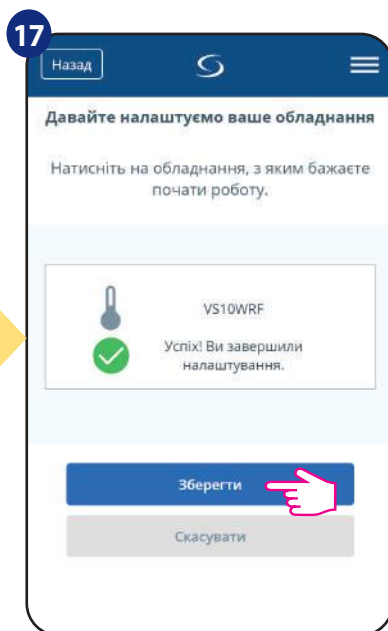 17
Назад
Давайте налаштуємо ваше обладнання
Натисніть на обладнання, з яким бажаєте
почати роботу.
VS10WRF
Успіх! Ви завершили
налаштування.
Зберегти
Скасувати